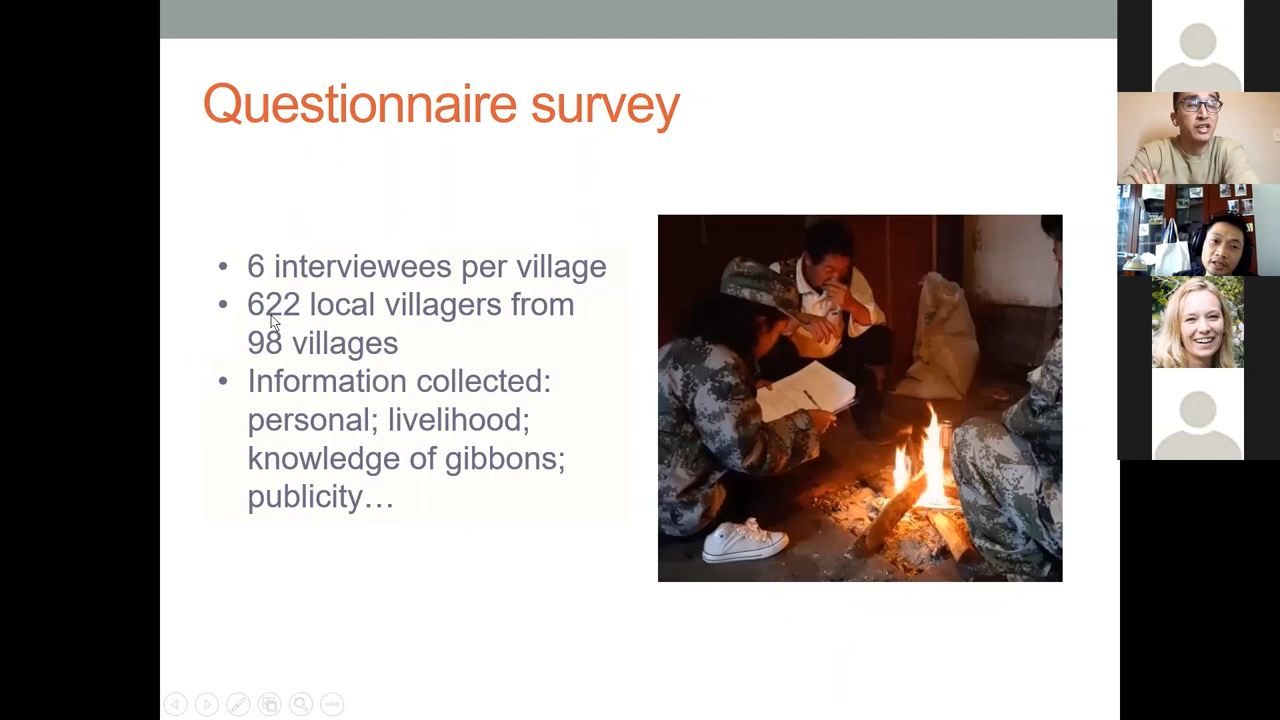 Questionnaire survey
• 6 interviewees per village
• 622 local villagers from
98 villages
• Information collected:
personal; livelihood;
knowledge of gibbons;
publicity…